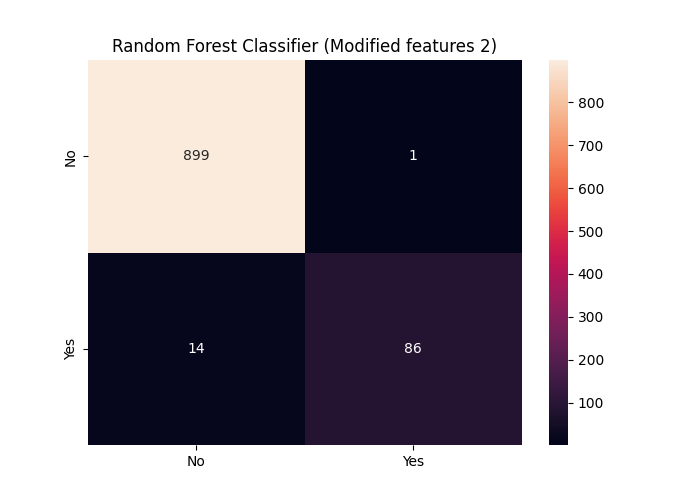 Random Forest Classifier (Modified features 2)
No
899
1
Yes
14
86
No
Yes
800
700
600
500
400
300
200
100